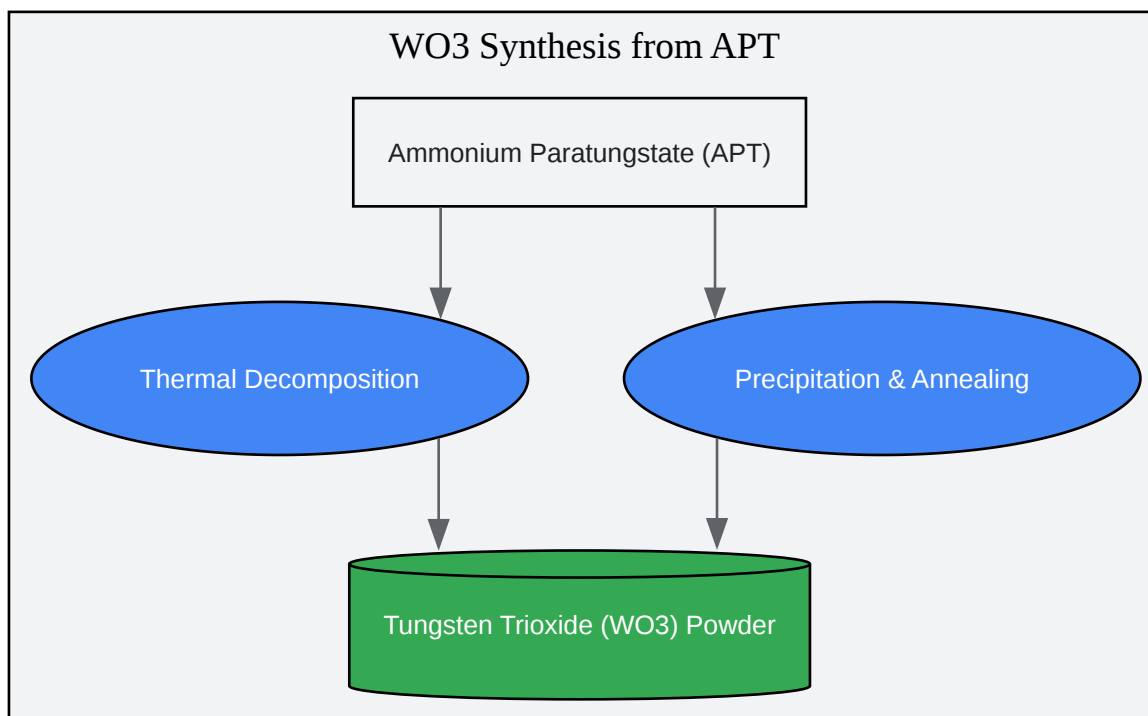 WO3 Synthesis from APT
Ammonium Paratungstate (APT)
Thermal Decomposition
Precipitation & Annealing
Tungsten Trioxide (WO3) Powder